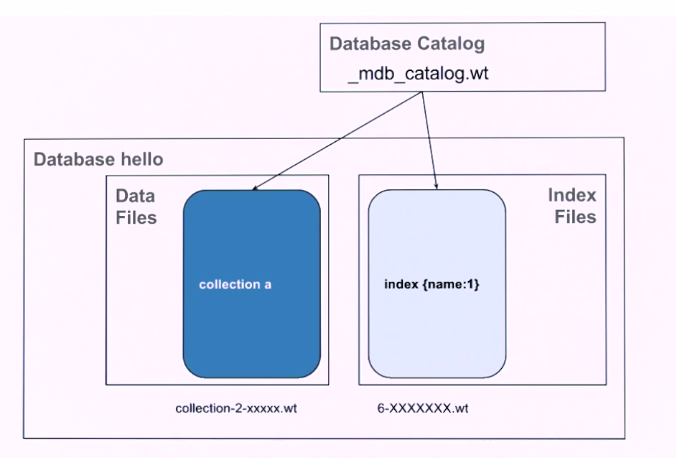 Database Catalog
_mdb_catalog.wt
Database hello
Data
Files
collection a
index {name:1}
Index
Files
collection-2-xxxxx.wt
6-XXXXXXX.wt